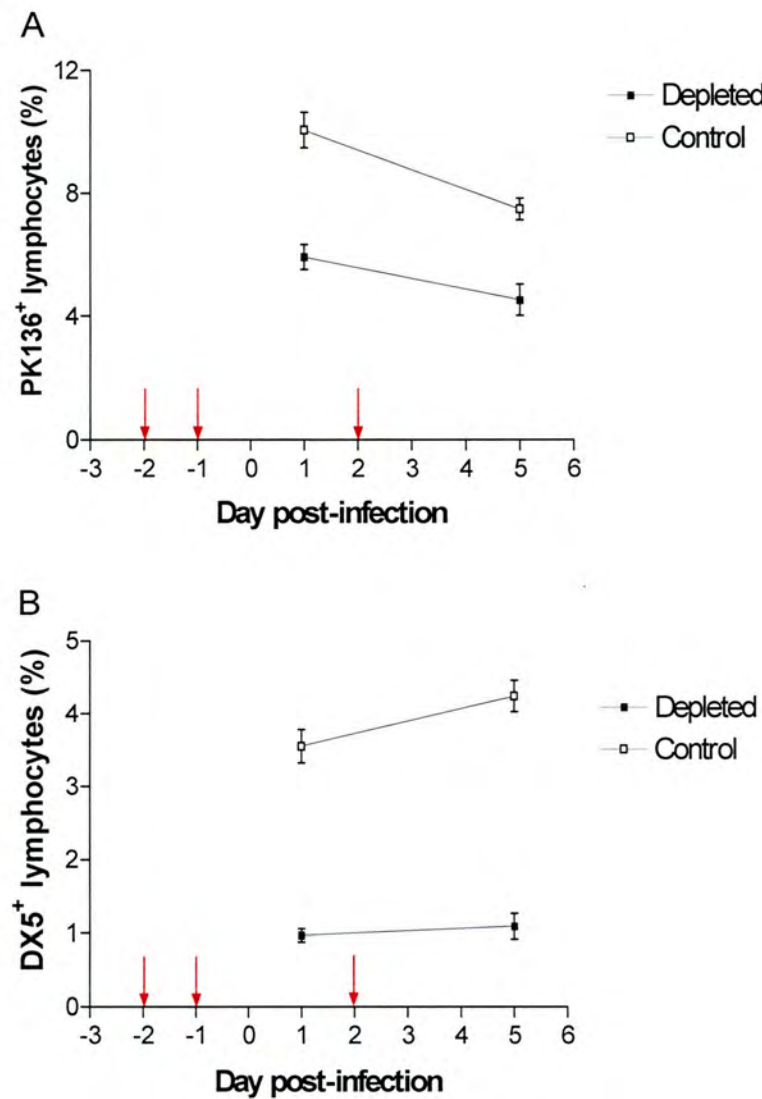 A
PK136⁺ lymphocytes (%)
12
8
4
0
-3 -2 -1 0 1 2 3 4 5 6
Day post-infection
Depleted
Control
B
DX5⁺ lymphocytes (%)
5
4
3
2
1
0
-3 -2 -1 0 1 2 3 4 5 6
Day post-infection
Depleted
Control